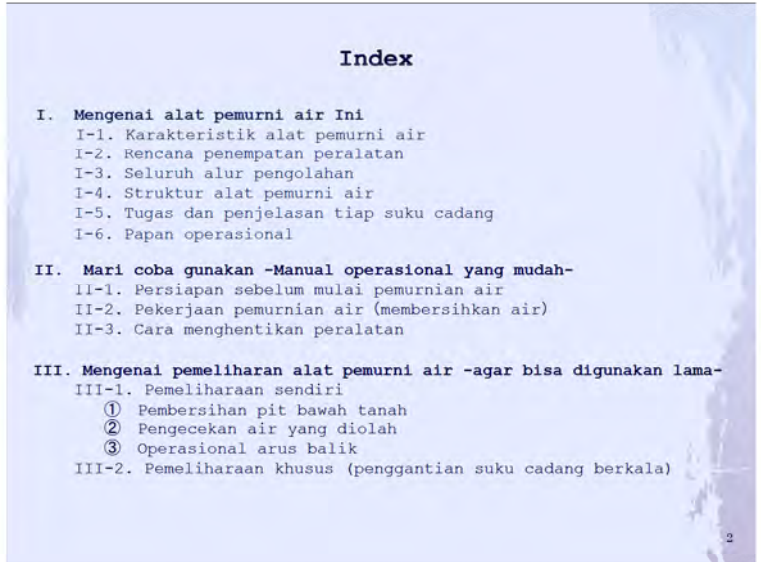 Index
I. Mengenai alat pemurni air Ini
I-1. Karakteristik alat pemurni air
I-2. Rencana penempatan peralatan
I-3. Seluruh alur pengolahan
I-4. Struktur alat pemurni air
I-5. Tugas dan penjelasan tiap suku cadang
I-6. Papan operasional
II. Mari coba gunakan -Manual operasional yang mudah-
II-1. Persiapan sebelum mulai pemurnian air
II-2. Pekerjaan pemurnian air (membersihkan air)
II-3. Cara menghentikan peralatan
III. Mengenai pemeliharan alat pemurni air -agar bisa digunakan lama-
III-1. Pemeliharaan sendiri
① Pembersihan pit bawah tanah
② Pengecekan air yang diolah
③ Operasional arus balik
III-2. Pemeliharaan khusus (penggantian suku cadang berkala)
2